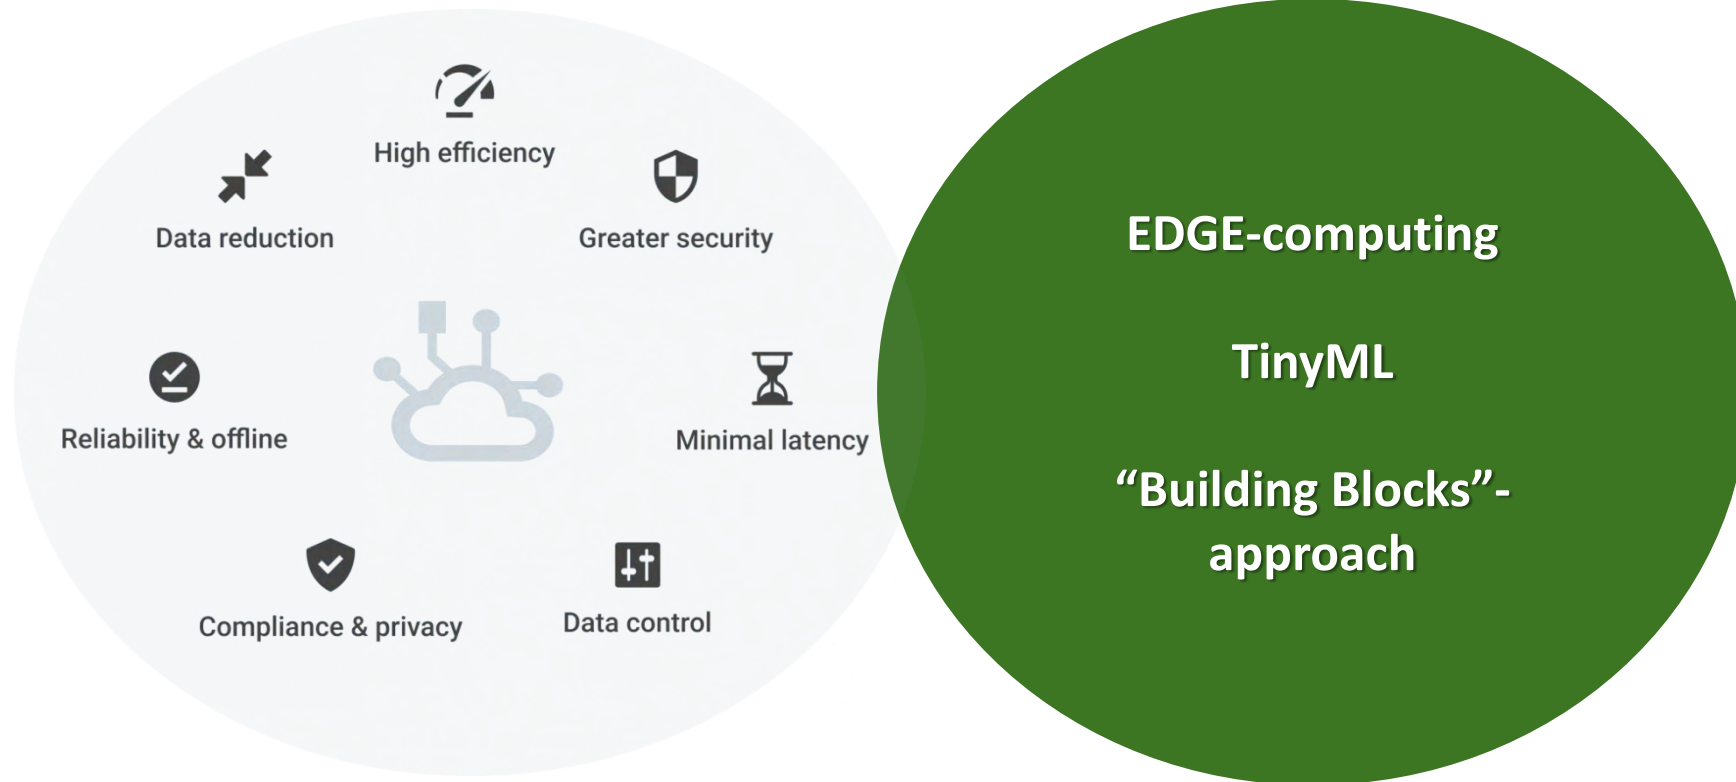 High efficiency
Data reduction
Greater security
Reliability & offline
Minimal latency
Compliance & privacy
Data control
EDGE-computing
TinyML
“Building Blocks”-
approach